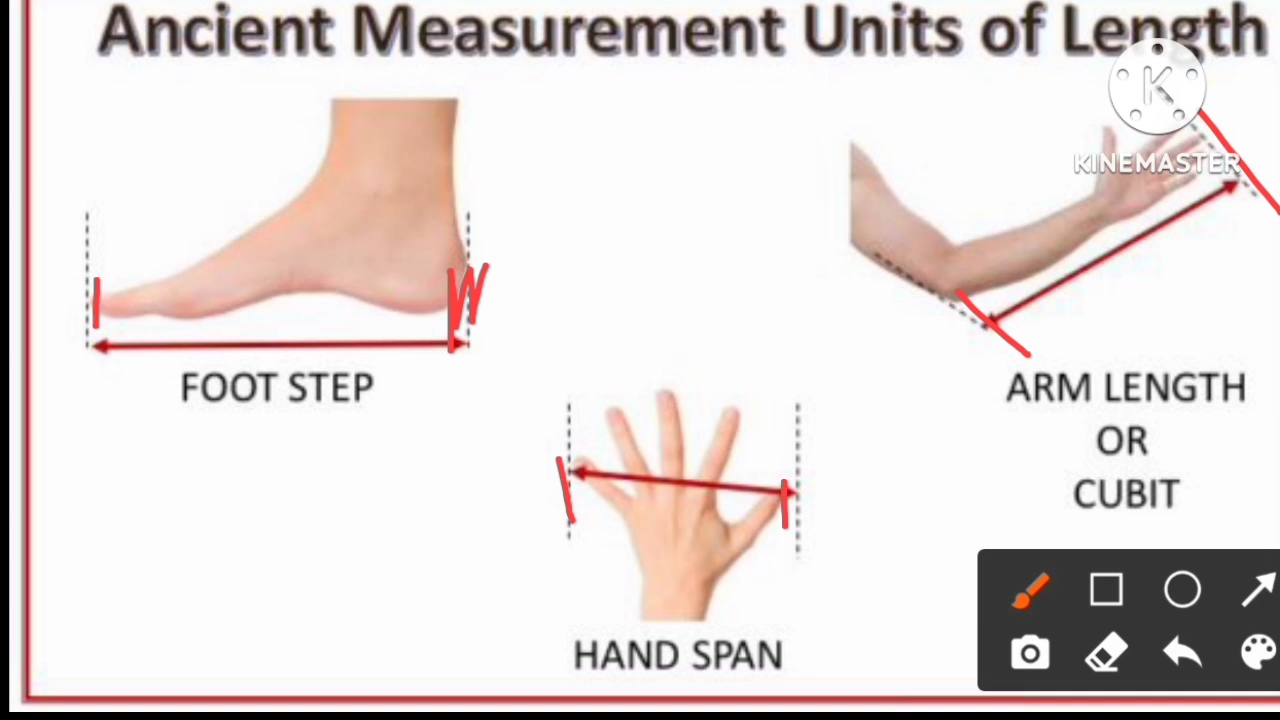 Ancient Measurement Units of Length
K
KINEMASTER
FOOT STEP
ARM LENGTH
OR
CUBIT
HAND SPAN